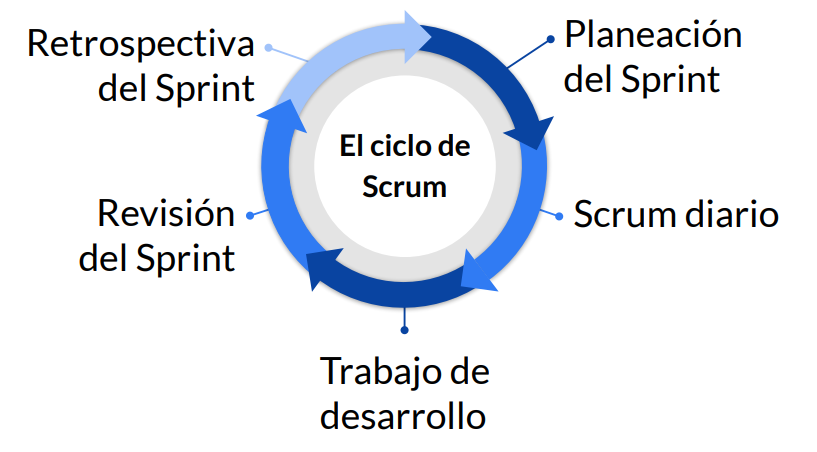 Retrospectiva
del Sprint
Planeación
del Sprint
El ciclo de
Scrum
Revisión
del Sprint
Scrum diario
Trabajo de
desarrollo